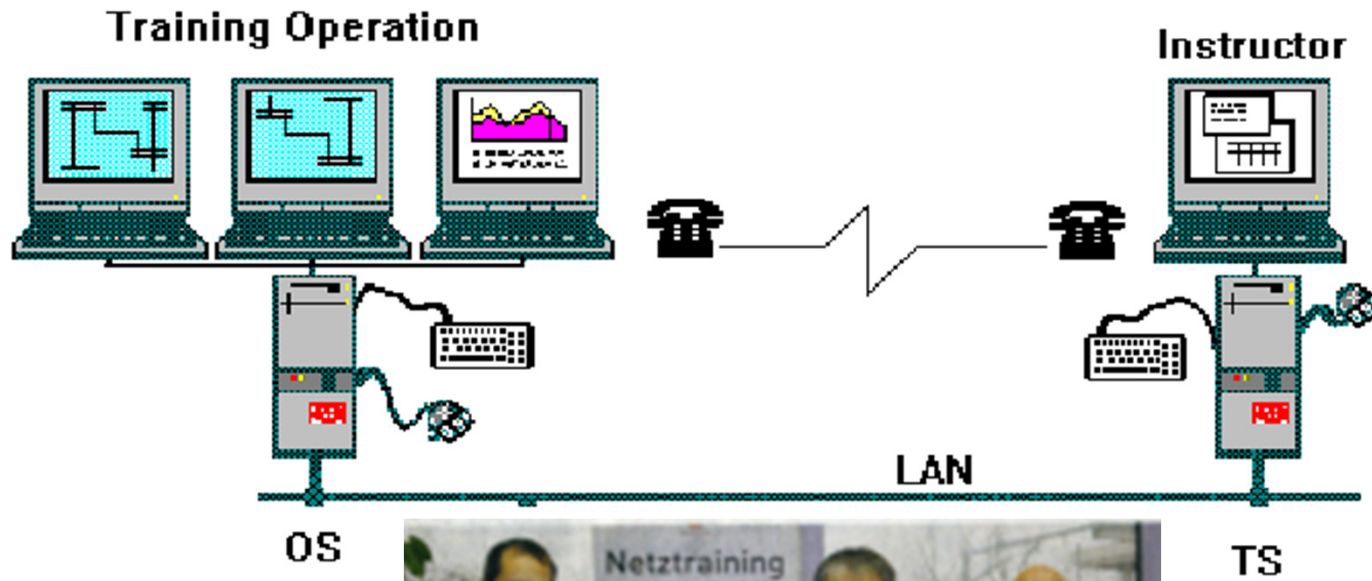 Training Operation
Instructor
LAN
OS
Netztraining
TS